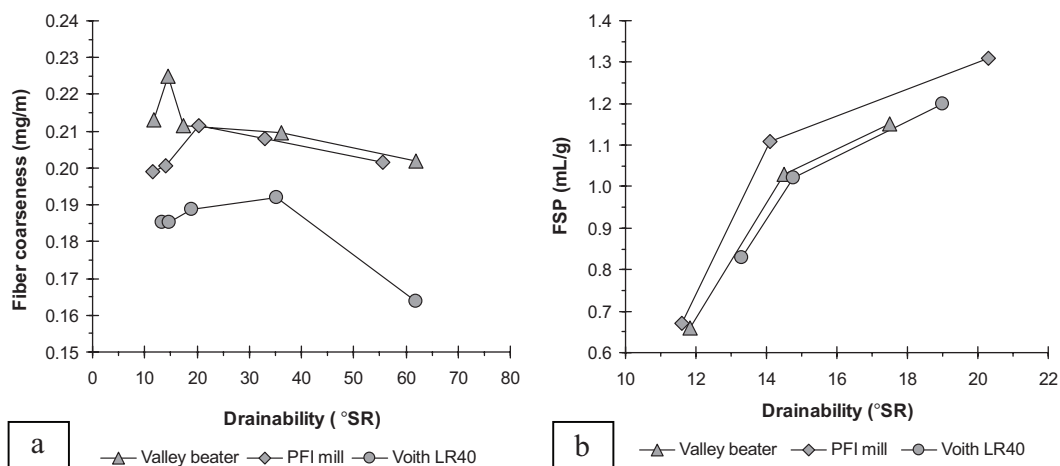 0.24
0.23
0.22
0.21
0.20
0.19
0.18
0.17
0.16
0.15
Fiber coarseness (mg/m)
0 10 20 30 40 50 60 70 80
Drainability ( °SR)
a
Valley beater PFI mill Voith LR40
1.4
1.3
1.2
1.1
1.0
0.9
0.8
0.7
0.6
FSP (mL/g)
10 12 14 16 18 20 22
Drainability (°SR)
b
Valley beater PFI mill Voith LR40